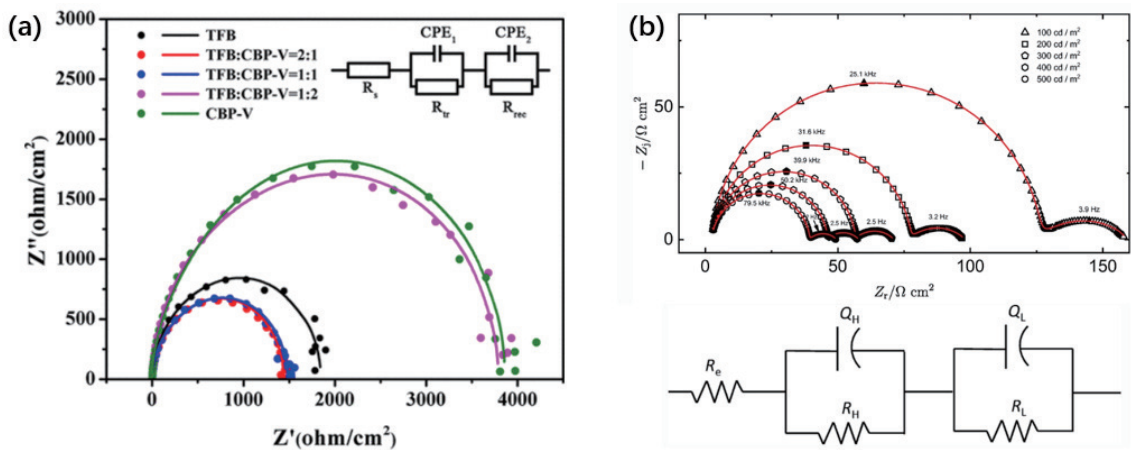 (a)
3000
2500
2000
1500
1000
500
0
Z''(ohm/cm²)
TFB
TFB:CBP-V=2:1
TFB:CBP-V=1:1
TFB:CBP-V=1:2
CBP-V
CPE₁
CPE₂
Rₛ
Rtr
Rrec
0 1000 2000 3000 4000
Z'(ohm/cm²)
(b)
100 cd / m²
200 cd / m²
300 cd / m²
400 cd / m²
500 cd / m²
50
0
− Zj/Ω cm²
25.1 kHz
31.6 kHz
39.9 kHz
50.2 kHz
79.5 kHz
2.5 Hz
2.5 Hz
3.2 Hz
3.9 Hz
0 50 100 150
Zr/Ω cm²
Re
QH
RH
QL
RL